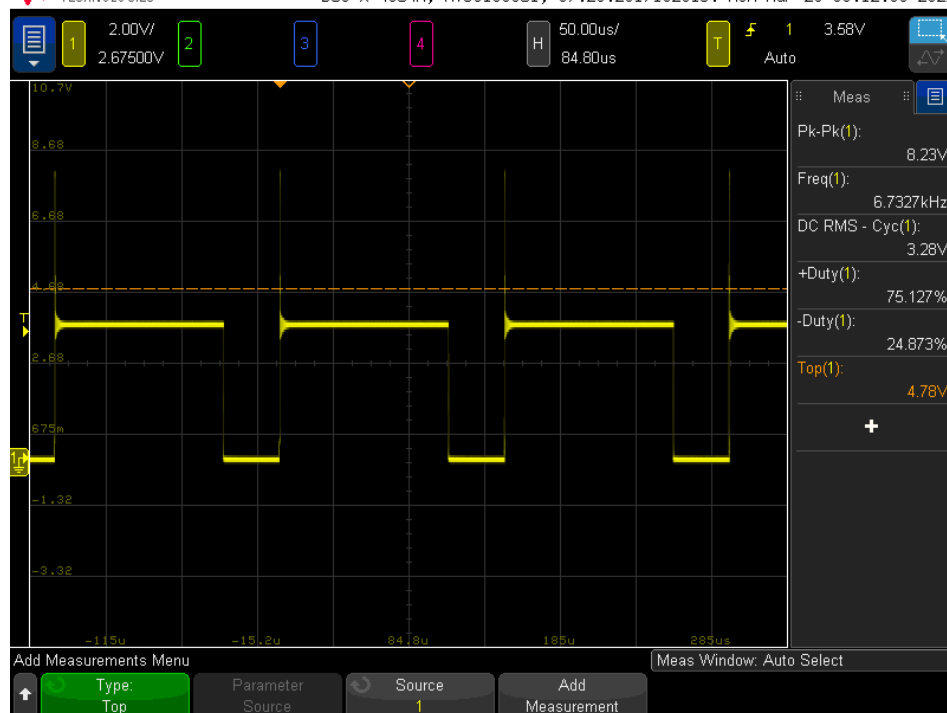 1
2.00V/
2.67500V
2
3
4
H
50.00us/
84.80us
T
1
3.58V
Auto
10.7V
8.68
6.68
4.68
2.68
675m
-1.32
-3.32
T
1
-115u
-15.2u
84.8u
185u
285us
Meas
Pk-Pk(1):
8.23V
Freq(1):
6.7327kHz
DC RMS - Cyc(1):
3.28V
+Duty(1):
75.127%
-Duty(1):
24.873%
Top(1):
4.78V
Add Measurements Menu
Meas Window: Auto Select
Type:
Top
Parameter
Source
Source
1
Add
Measurement